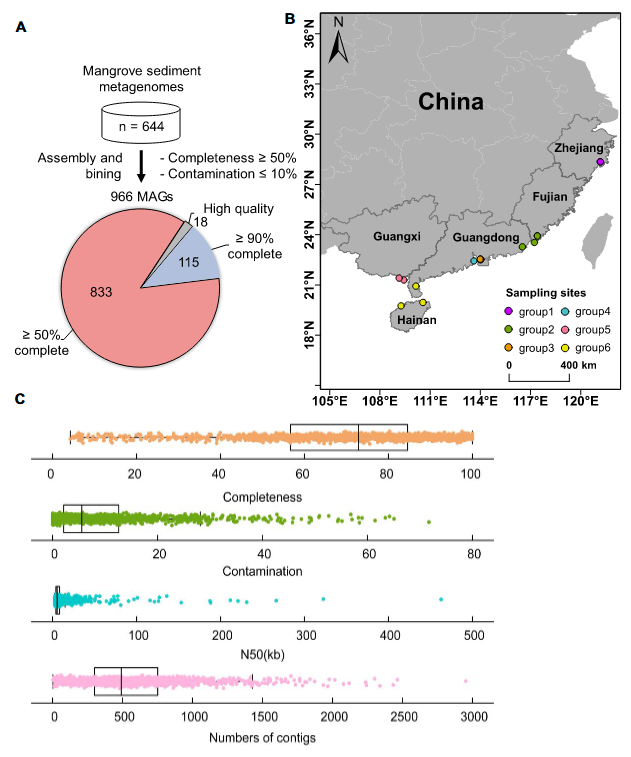 A
Mangrove sediment
metagenomes
n = 644
Assembly and
bining
- Completeness ≥ 50%
- Contamination ≤ 10%
966 MAGs
High quality
18
≥ 90%
complete
115
833
≥ 50%
complete
B
N
36°N
33°N
30°N
27°N
24°N
21°N
18°N
China
Zhejiang
Fujian
Guangxi
Guangdong
Hainan
Sampling sites
group1
group4
group2
group5
group3
group6
0
400 km
105°E
108°E
111°E
114°E
117°E
120°E
C
0 20 40 60 80 100
Completeness
0 20 40 60 80
Contamination
0 100 200 300 400 500
N50(kb)
0 500 1000 1500 2000 2500 3000
Numbers of contigs